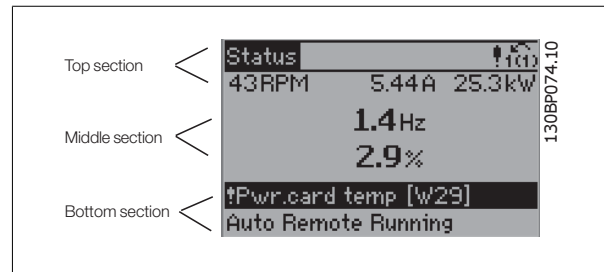 Top section
Middle section
Bottom section
Status !1(1)
43RPM 5.44A 25.3kW
1.4Hz
2.9%
!Pwr.card temp [W29]
Auto Remote Running
130BP074.10